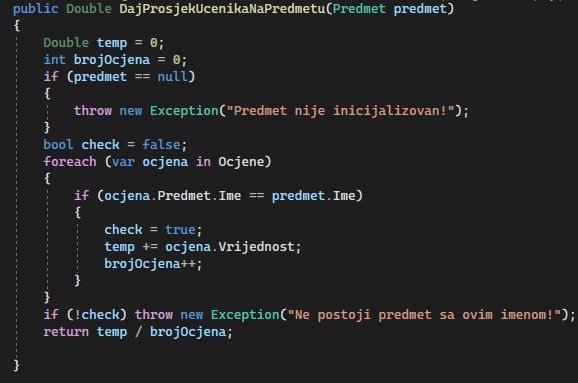 public Double DajProsjekUcenikaNaPredmetu(Predmet predmet)
{
    Double temp = 0;
    int brojOcjena = 0;
    if (predmet == null)
    {
        throw new Exception("Predmet nije inicijalizovan!");
    }
    bool check = false;
    foreach (var ocjena in Ocjene)
    {
        if (ocjena.Predmet.Ime == predmet.Ime)
        {
            check = true;
            temp += ocjena.Vrijednost;
            brojOcjena++;
        }
    }
    if (!check) throw new Exception("Ne postoji predmet sa ovim imenom!");
    return temp / brojOcjena;
}